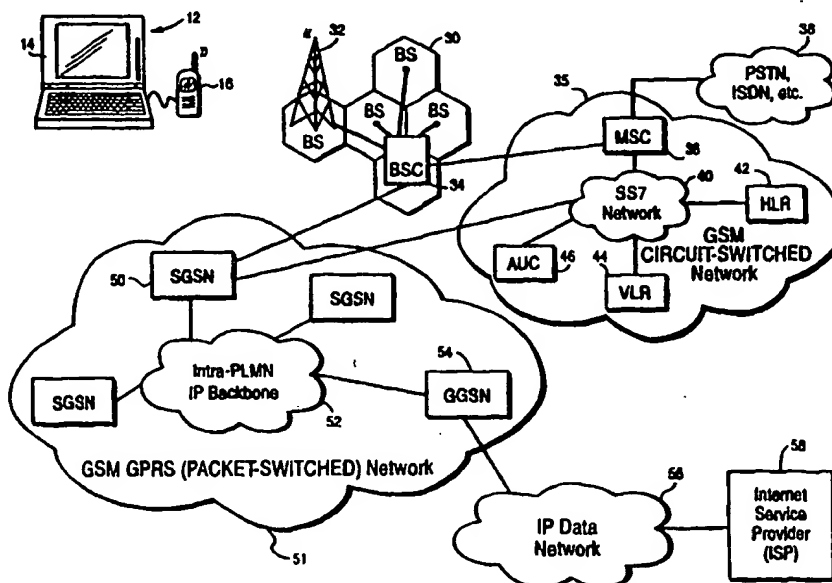 12
14
D
16
32
30
BS
BS
BS
BS
BSC
34
35
38
PSTN,
ISDN, etc.
MSC
36
40
42
SS7
Network
HLR
GSM
CIRCUIT-SWITCHED
Network
AUC
46
44
VLR
50
SGSN
SGSN
SGSN
Intra-PLMN
IP Backbone
52
54
GGSN
GSM GPRS (PACKET-SWITCHED) Network
51
56
IP Data
Network
58
Internet
Service
Provider
(ISP)